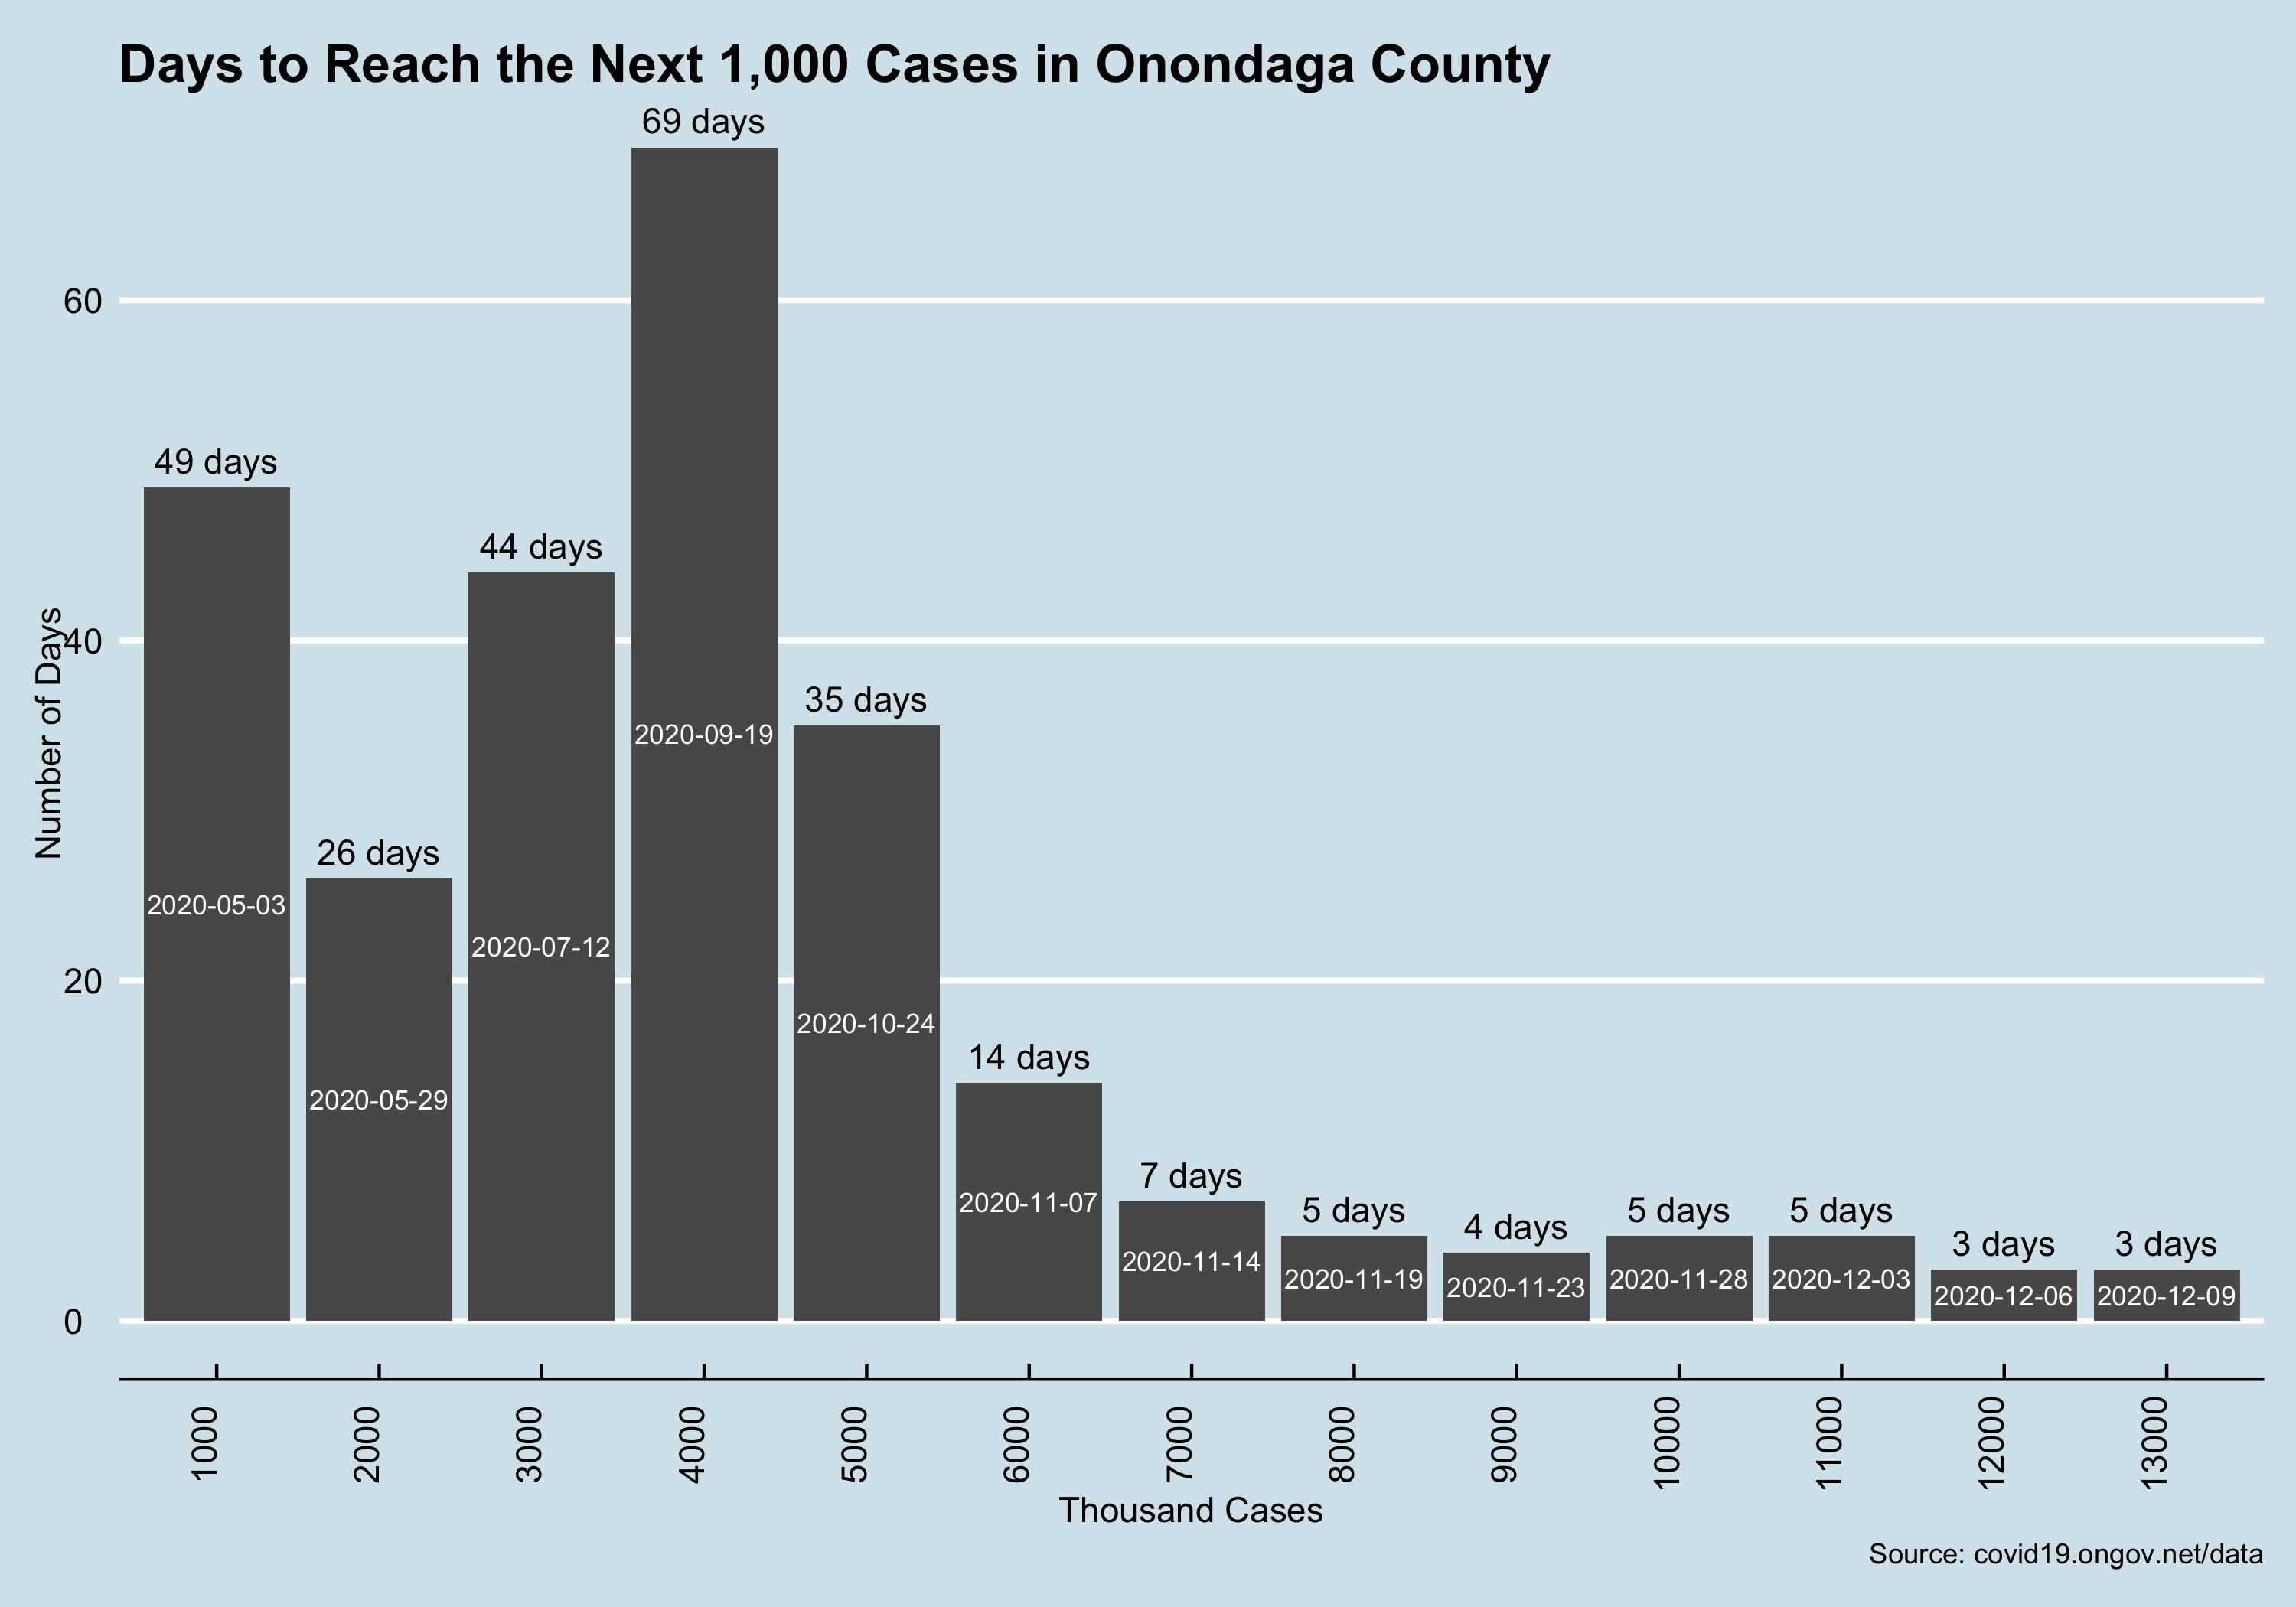 Days to Reach the Next 1,000 Cases in Onondaga County
69 days
60
49 days
44 days
Number of Days
40
35 days
2020-09-19
26 days
2020-05-03
2020-07-12
20
2020-10-24
14 days
2020-05-29
7 days
2020-11-07
5 days
4 days
5 days
5 days
3 days
3 days
2020-11-14
2020-11-19
2020-11-23
2020-11-28
2020-12-03
2020-12-06
2020-12-09
0
1000
2000
3000
4000
5000
6000
7000
8000
9000
10000
11000
12000
13000
Thousand Cases
Source: covid19.ongov.net/data